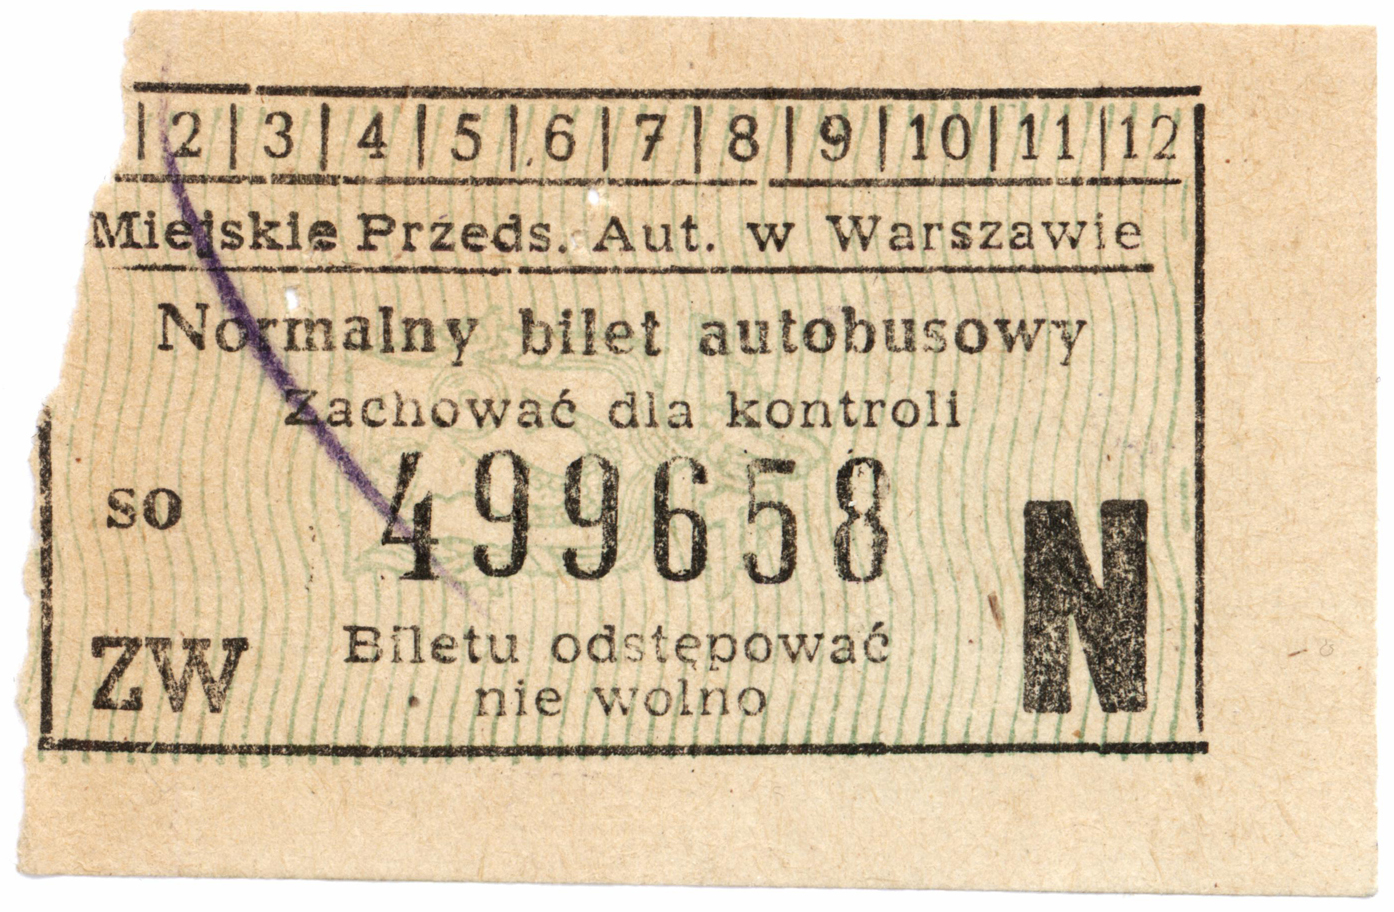 2 | 3 | 4 | 5 | 6 | 7 | 8 | 9 | 10 | 11 | 12
Miejskie Przeds. Aut. w Warszawie
Normalny bilet autobusowy
Zachować dla kontroli
so 499658
N
ZW Biletu odstępować
nie wolno